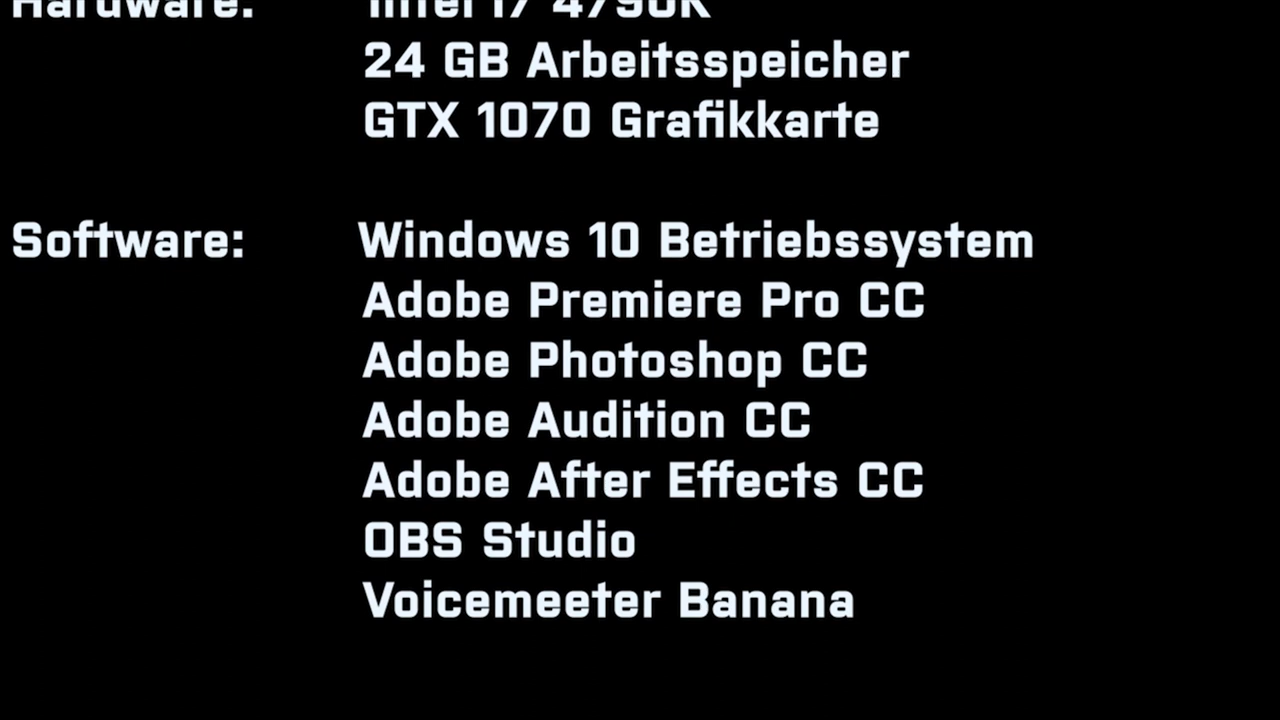 Hardware: Intel i7 4790K
24 GB Arbeitsspeicher
GTX 1070 Grafikkarte
Software: Windows 10 Betriebssystem
Adobe Premiere Pro CC
Adobe Photoshop CC
Adobe Audition CC
Adobe After Effects CC
OBS Studio
Voicemeeter Banana